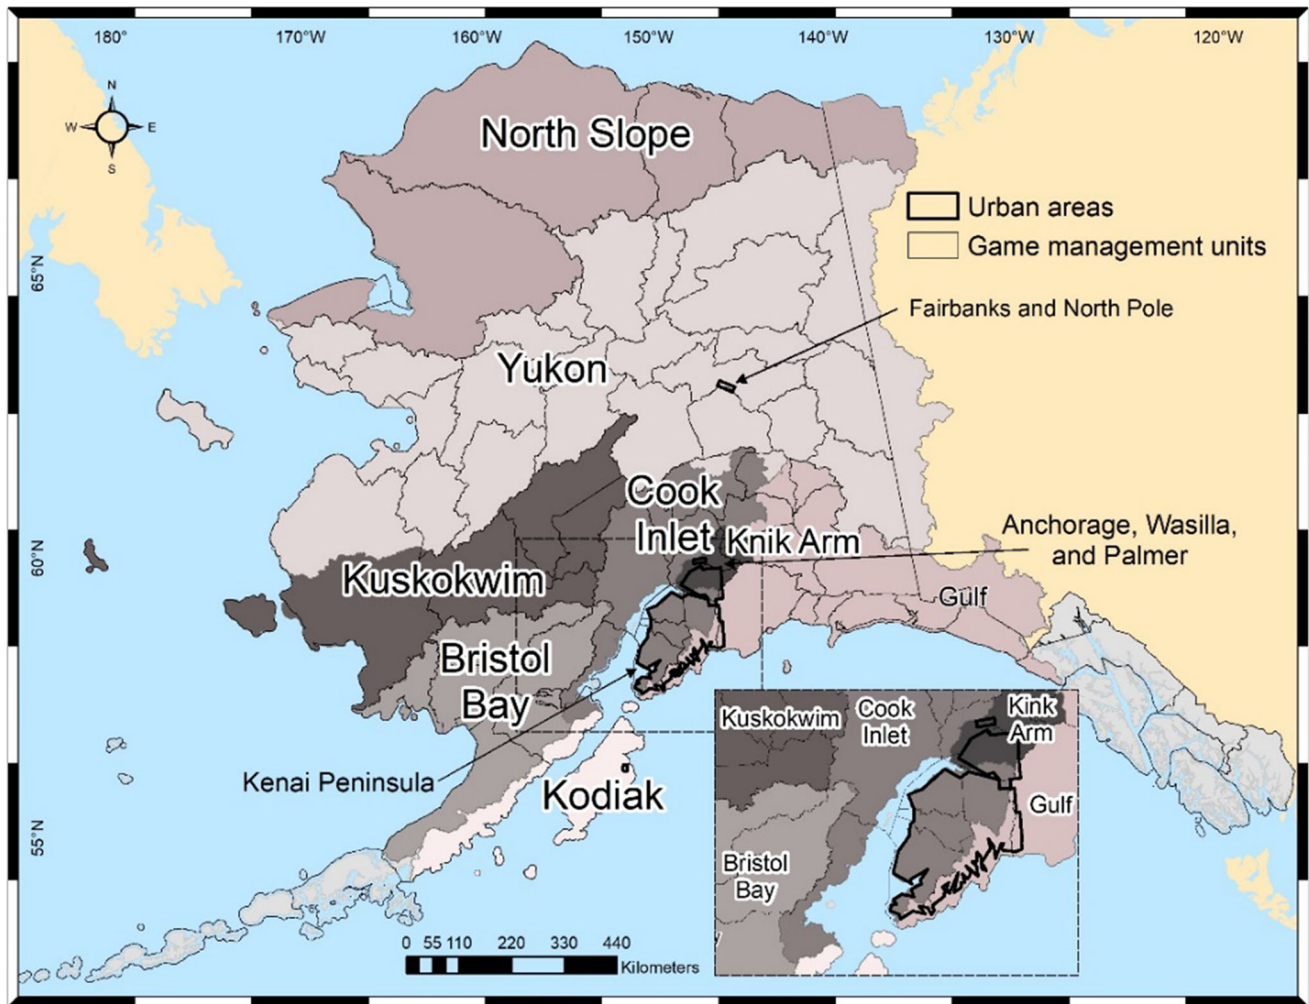 180°
170°W
160°W
150°W
140°W
130°W
120°W
N
W
E
S
North Slope
Urban areas
Game management units
65°N
Fairbanks and North Pole
Yukon
Cook
Inlet
Knik Arm
Anchorage, Wasilla,
and Palmer
60°N
Kuskokwim
Gulf
Bristol
Bay
Kenai Peninsula
Kodiak
55°N
Kuskokwim
Cook
Inlet
Kink
Arm
Gulf
Bristol
Bay
0 55 110 220 330 440
Kilometers